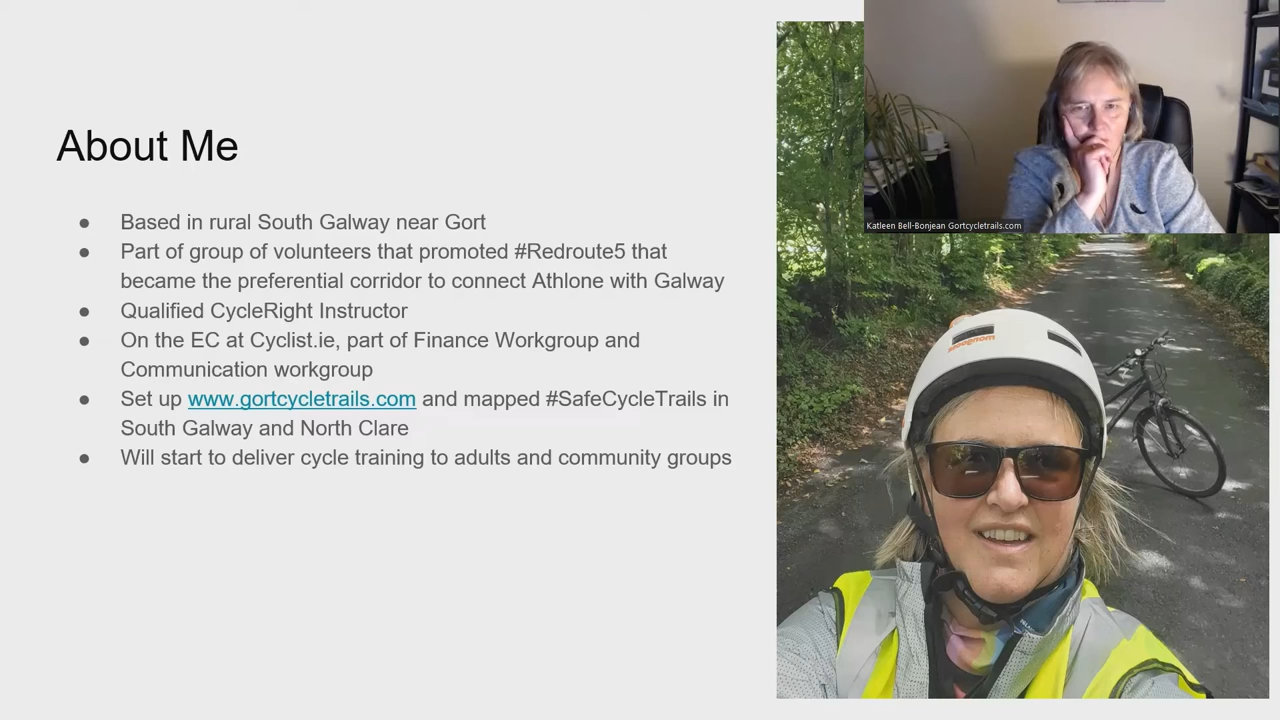 About Me
● Based in rural South Galway near Gort
● Part of group of volunteers that promoted #Redroute5 that
became the preferential corridor to connect Athlone with Galway
● Qualified CycleRight Instructor
● On the EC at Cyclist.ie, part of Finance Workgroup and
Communication workgroup
● Set up www.gortcycletrails.com and mapped #SafeCycleTrails in
South Galway and North Clare
● Will start to deliver cycle training to adults and community groups
Katleen Bell-Bonjean Gortcycletrails.com